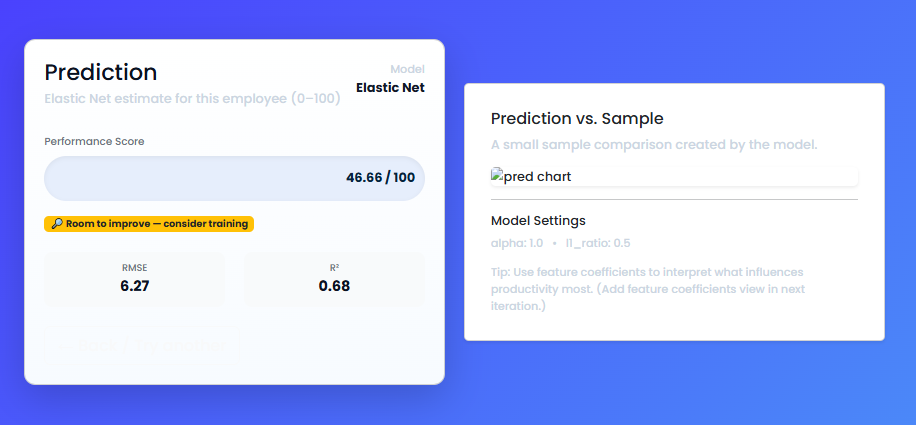 Prediction
Model
Elastic Net
Elastic Net estimate for this employee (0–100)
Performance Score
46.66 / 100
🔎 Room to improve — consider training
RMSE
6.27
R²
0.68
Prediction vs. Sample
A small sample comparison created by the model.
pred chart
Model Settings
alpha: 1.0 • l1_ratio: 0.5
Tip: Use feature coefficients to interpret what influences
productivity most. (Add feature coefficients view in next
iteration.)